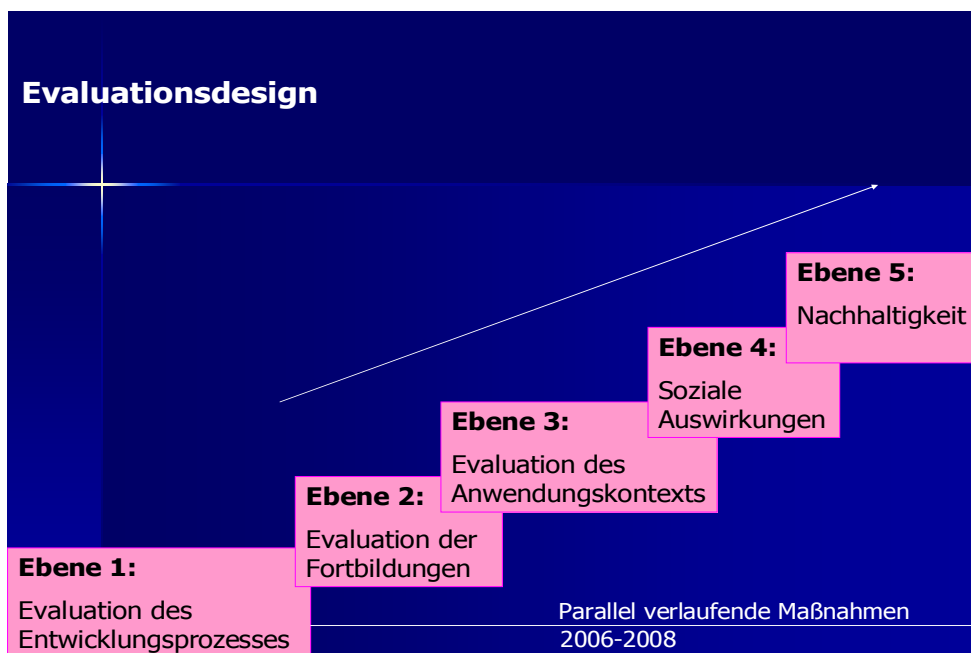 Evaluationsdesign
Ebene 5:
Nachhaltigkeit
Ebene 4:
Soziale
Auswirkungen
Ebene 3:
Evaluation des
Anwendungskontexts
Ebene 2:
Evaluation der
Fortbildungen
Ebene 1:
Evaluation des
Entwicklungsprozesses
Parallel verlaufende Maßnahmen
2006-2008